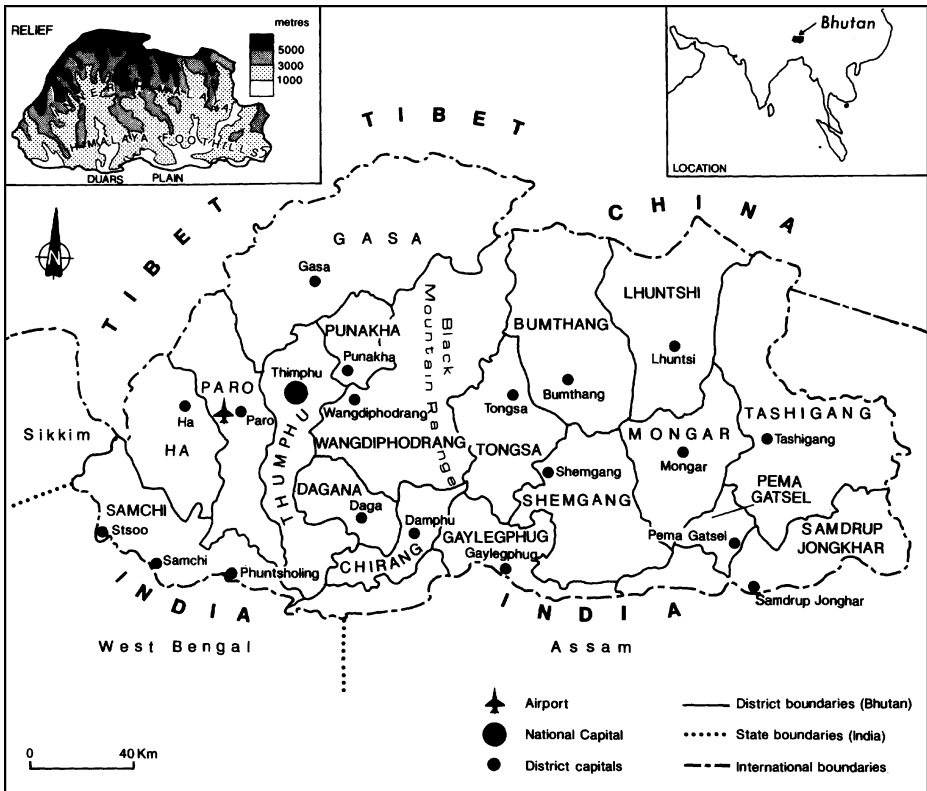 RELIEF
metres
5000
3000
1000
INNER HIMALAYA
HIMALAYA FOOTHILLS
DUARS PLAIN
Bhutan
LOCATION
TIBET
TIBET
CHINA
N
GASA
Gasa
PUNAKHA
Punakha
Black
Mountain Range
BUMTHANG
Bumthang
LHUNTSHI
Lhuntsi
Thimphu
THUMPHU
PARO
Paro
Ha
HA
Sikkim
Wangdiphodrang
WANGDIPHODRANG
Tongsa
TONGSA
MONGAR
Mongar
TASHIGANG
Tashigang
Shemgang
SHEMGANG
PEMA
GATSEL
Pema Gatsel
DAGANA
Daga
Damphu
CHIRANG
GAYLEGPHUG
Gaylegphug
SAMCHI
Stsoo
Samchi
Phuntsholing
SAMDRUP
JONGKHAR
Samdrup Jonghar
INDIA
INDIA
West Bengal
Assam
Airport
National Capital
District capitals
District boundaries (Bhutan)
State boundaries (India)
International boundaries
0 40 Km